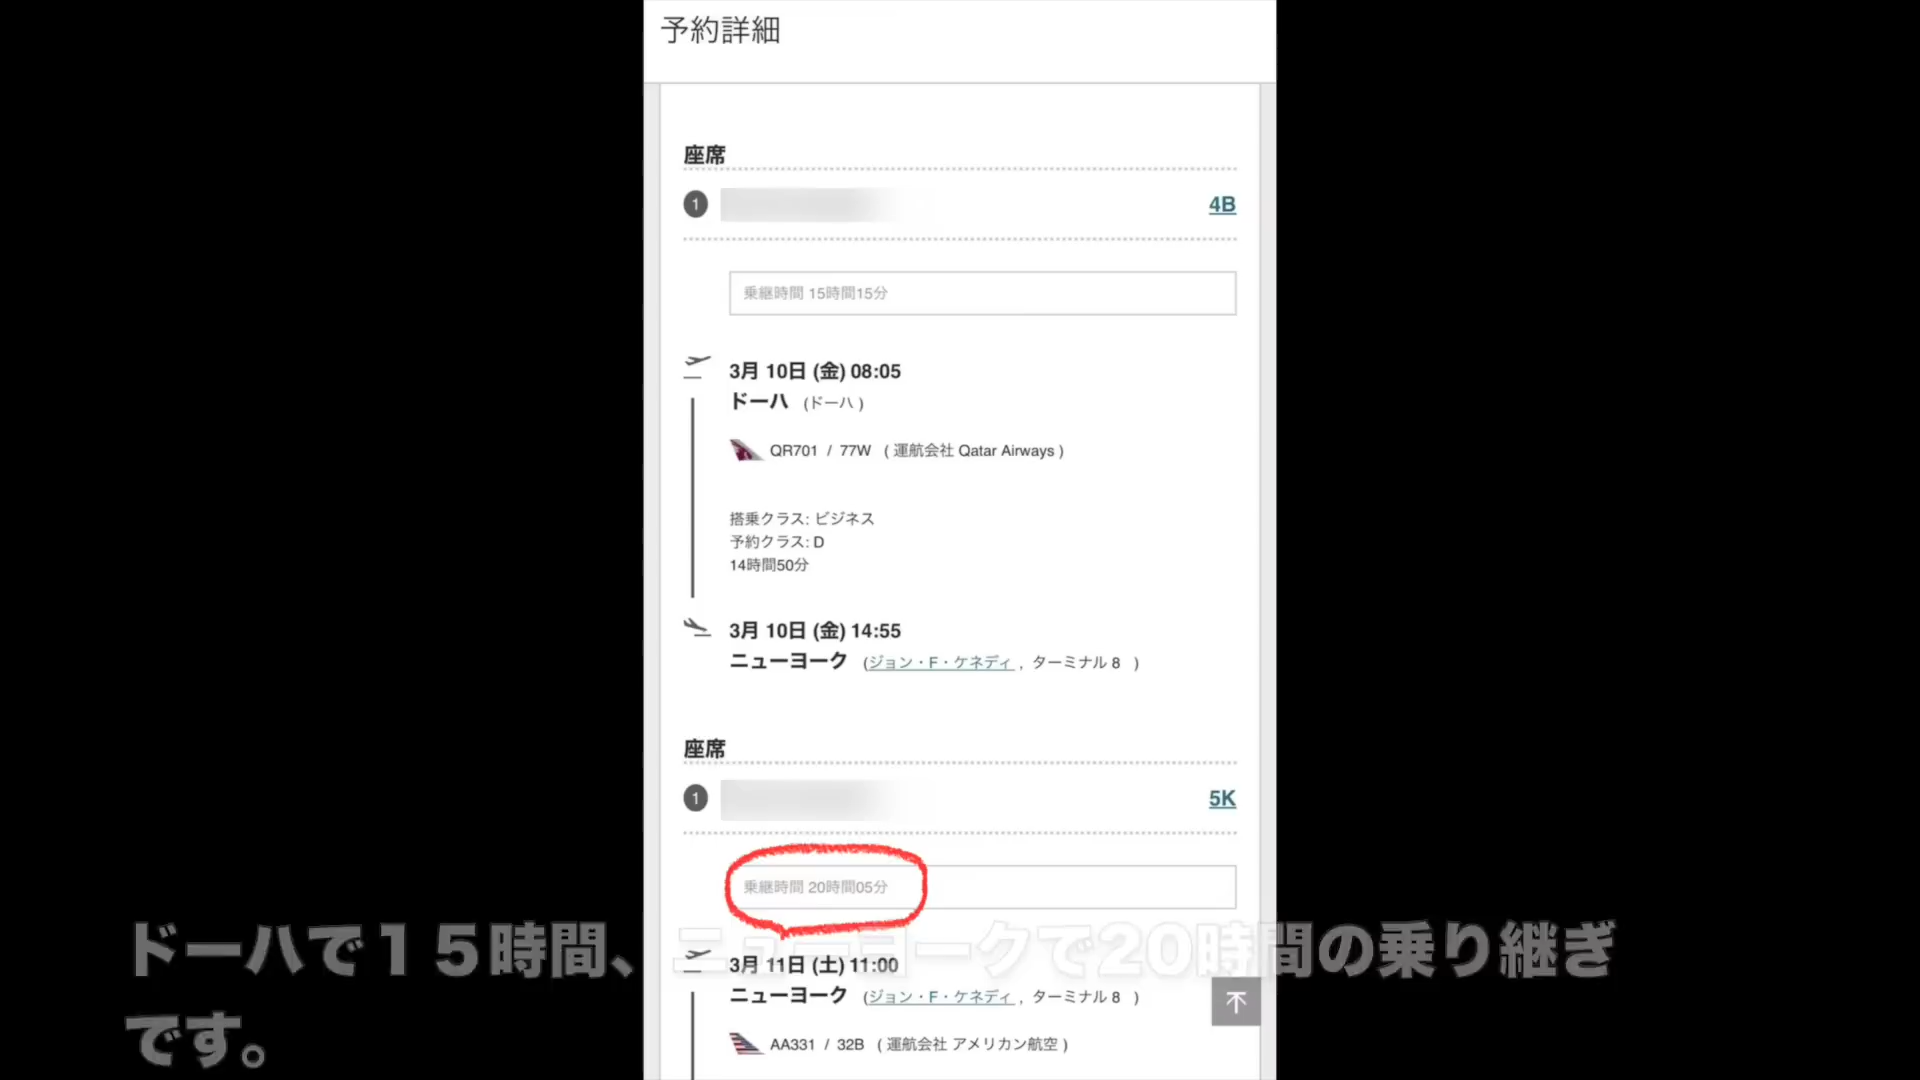 予約詳細
座席
1
4B
乗継時間 15時間15分
3月 10日 (金) 08:05
ドーハ (ドーハ )
QR701 / 77W ( 運航会社 Qatar Airways )
搭乗クラス: ビジネス
予約クラス: D
14時間50分
3月 10日 (金) 14:55
ニューヨーク (ジョン・F・ケネディ , ターミナル 8 )
座席
1
5K
乗継時間 20時間05分
ドーハで１５時間、ニューヨークで20時間の乗り継ぎ
です。
3月 11日 (土) 11:00
ニューヨーク (ジョン・F・ケネディ , ターミナル 8 )
AA331 / 32B ( 運航会社 アメリカン航空 )